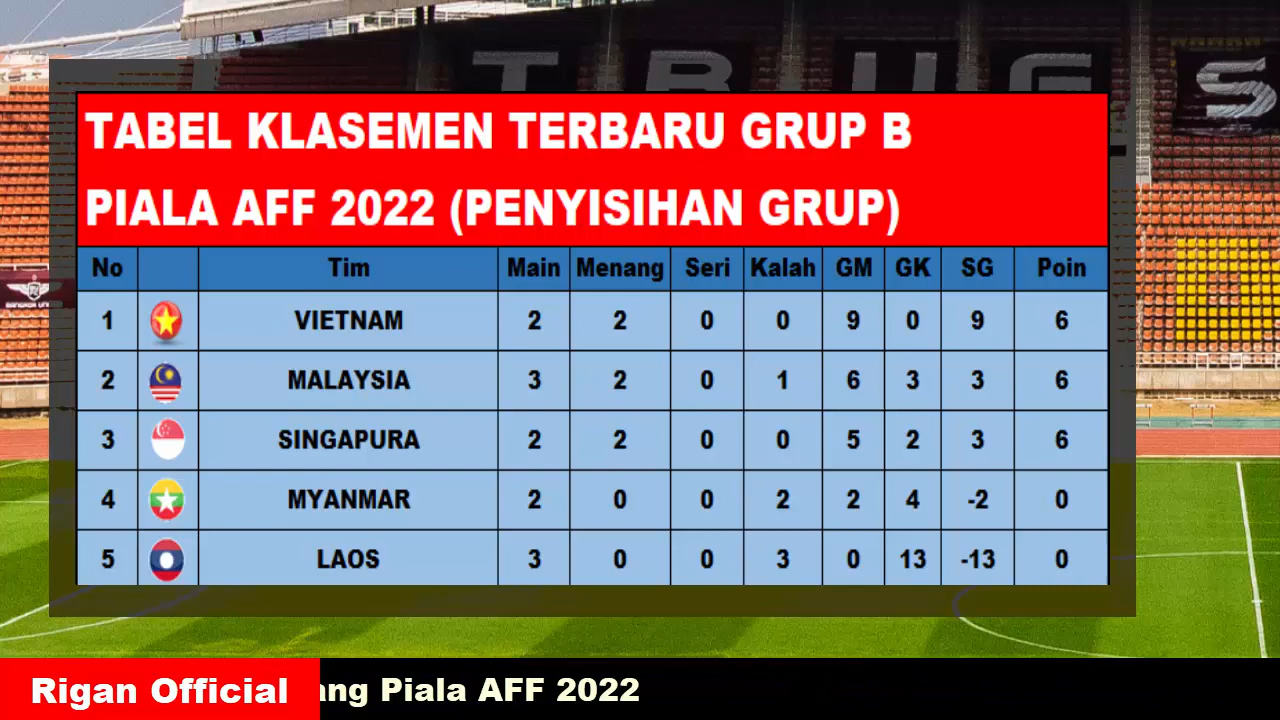 TBUGS
TABEL KLASEMEN TERBARU GRUP B
PIALA AFF 2022 (PENYISIHAN GRUP)
No Tim Main Menang Seri Kalah GM GK SG Poin
1 VIETNAM 2 2 0 0 9 0 9 6
2 MALAYSIA 3 2 0 1 6 3 3 6
3 SINGAPURA 2 2 0 0 5 2 3 6
4 MYANMAR 2 0 0 2 2 4 -2 0
5 LAOS 3 0 0 3 0 13 -13 0
Rigan Official ang Piala AFF 2022